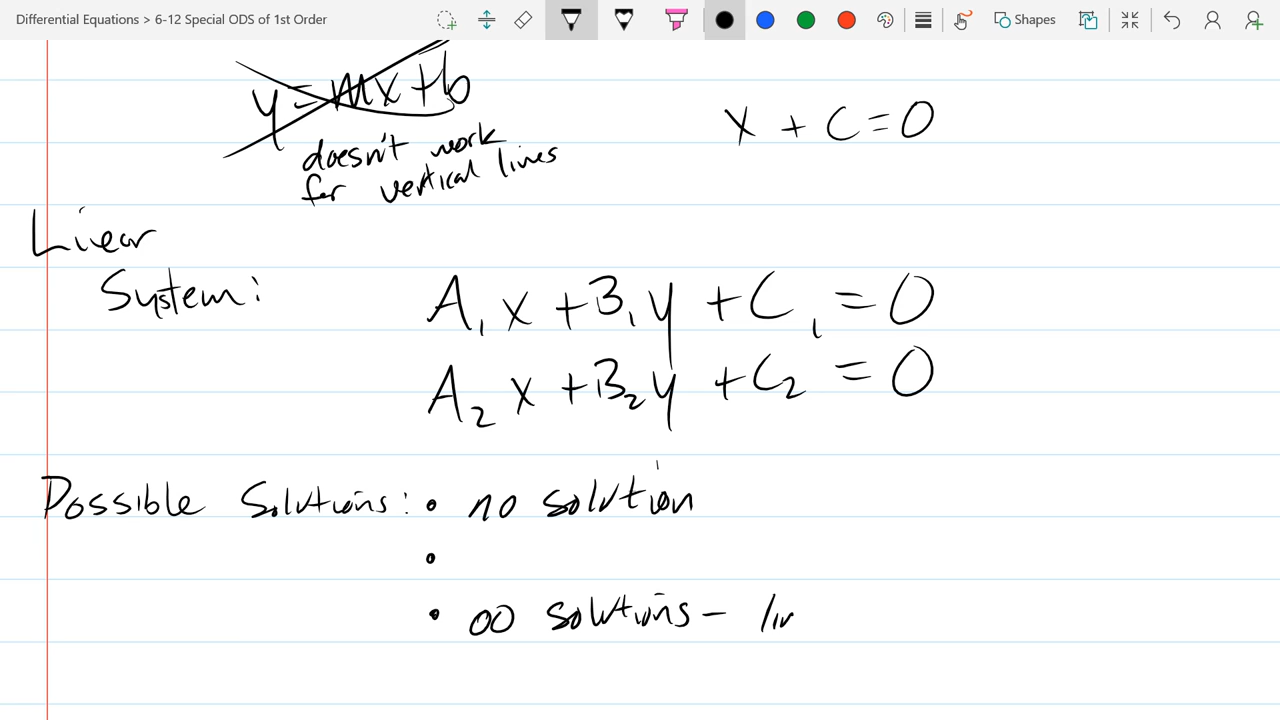 Differential Equations > 6-12 Special ODS of 1st Order
Shapes
y=mx+b
x + C = 0
doesn't work
for vertical lines
Linear
System:
A₁x + B₁y + C₁ = 0
A₂x + B₂y + C₂ = 0
Possible Solutions: • no solution
•
• ∞ solutions -